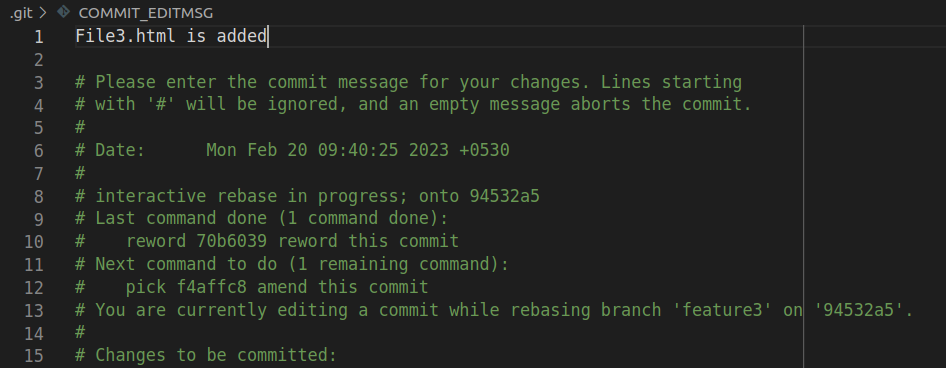 .git > COMMIT_EDITMSG
1 File3.html is added
2
3 # Please enter the commit message for your changes. Lines starting
4 # with '#' will be ignored, and an empty message aborts the commit.
5 #
6 # Date:      Mon Feb 20 09:40:25 2023 +0530
7 #
8 # interactive rebase in progress; onto 94532a5
9 # Last command done (1 command done):
10 #    reword 70b6039 reword this commit
11 # Next command to do (1 remaining command):
12 #    pick f4affc8 amend this commit
13 # You are currently editing a commit while rebasing branch 'feature3' on '94532a5'.
14 #
15 # Changes to be committed: